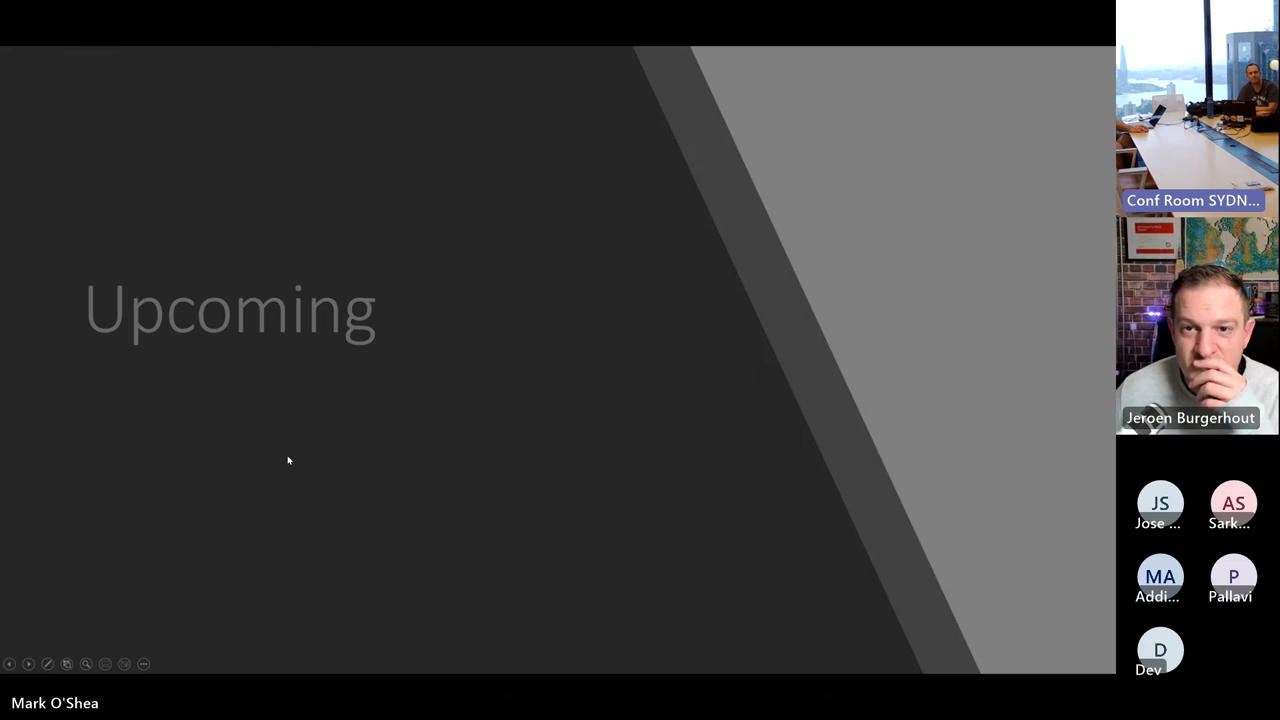 Upcoming
Conf Room SYDN...
Jeroen Burgerhout
JS
Jose ...
AS
Sark...
MA
Addi...
P
Pallavi
D
Dev
Mark O'Shea